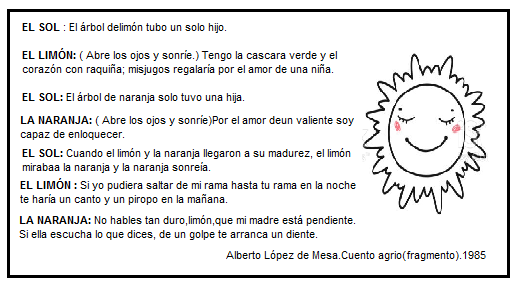 EL SOL : El árbol delimón tubo un solo hijo.
EL LIMÓN: ( Abre los ojos y sonríe.) Tengo la cascara verde y el
corazón con raquiña; misjugos regalaría por el amor de una niña.
EL SOL: El árbol de naranja solo tuvo una hija.
LA NARANJA: ( Abre los ojos y sonríe)Por el amor deun valiente soy
capaz de enloquecer.
EL SOL: Cuando el limón y la naranja llegaron a su madurez, el limón
mirabaa la naranja y la naranja sonreía.
EL LIMÓN : Si yo pudiera saltar de mi rama hasta tu rama en la noche
te haría un canto y un piropo en la mañana.
LA NARANJA: No hables tan duro,limón,que mi madre está pendiente.
Si ella escucha lo que dices, de un golpe te arranca un diente.
Alberto López de Mesa.Cuento agrio(fragmento).1985